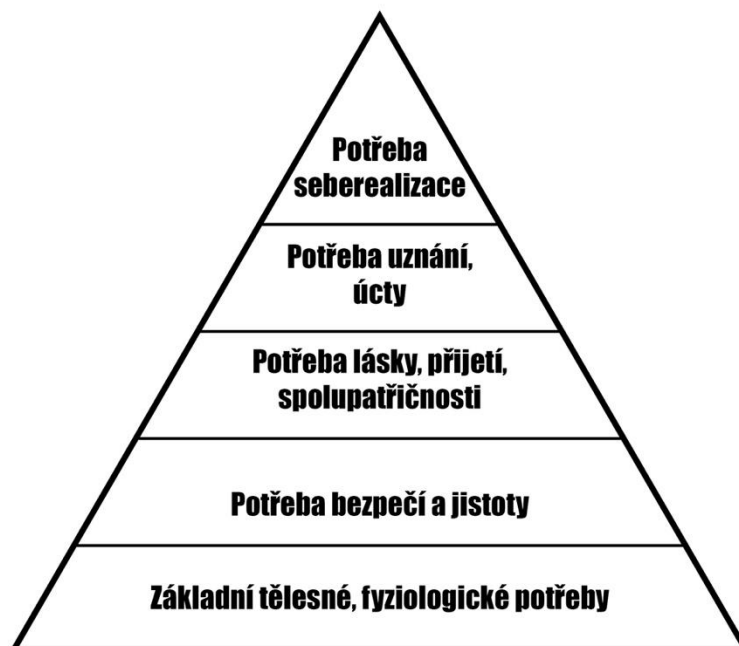 Potřeba
seberealizace
Potřeba uznání,
úcty
Potřeba lásky, přijetí,
spolupatřičnosti
Potřeba bezpečí a jistoty
Základní tělesné, fyziologické potřeby